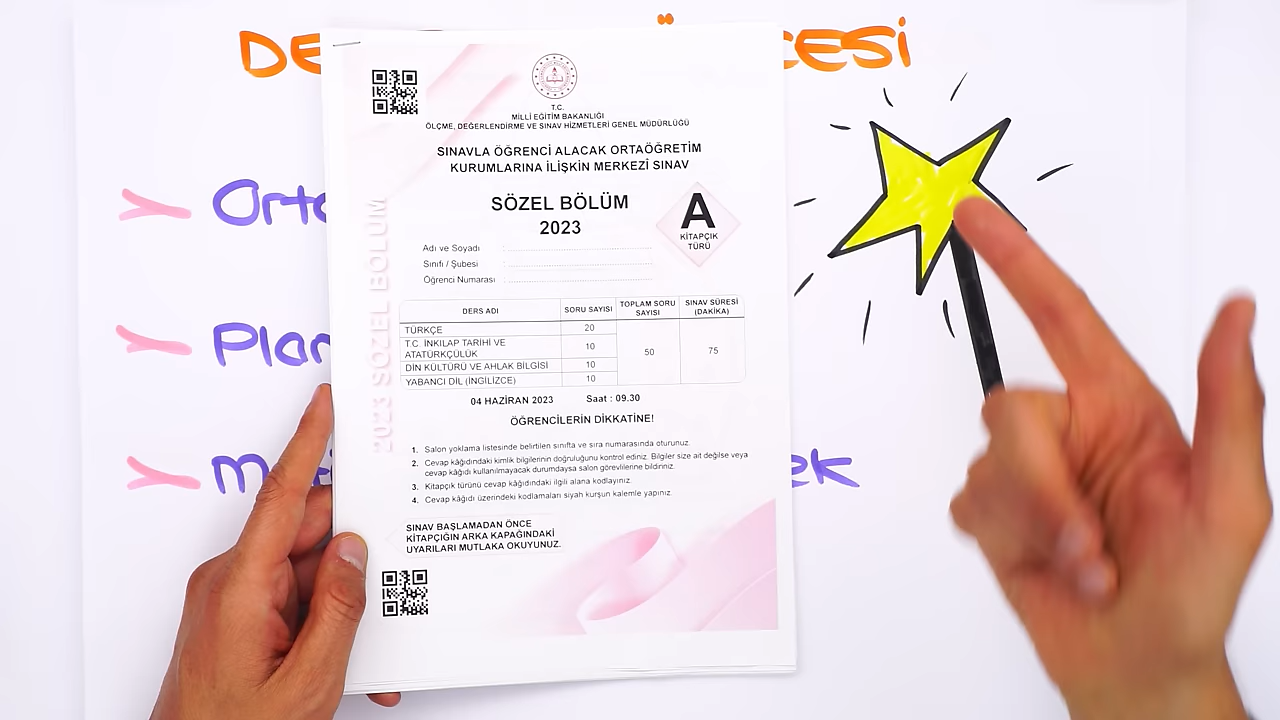 T.C.
MİLLİ EĞİTİM BAKANLIĞI
ÖLÇME, DEĞERLENDİRME VE SINAV HİZMETLERİ GENEL MÜDÜRLÜĞÜ
SINAVLA ÖĞRENCİ ALACAK ORTAÖĞRETİM
KURUMLARINA İLİŞKİN MERKEZÎ SINAV
SÖZEL BÖLÜM
2023
A
KİTAPÇIK
TÜRÜ
Adı ve Soyadı :
Sınıfı / Şubesi :
Öğrenci Numarası :
2023 SÖZEL BÖLÜM
DERS ADI SORU SAYISI TOPLAM SORU SAYISI SINAV SÜRESİ (DAKİKA)
TÜRKÇE 20
T.C. İNKILAP TARİHİ VE ATATÜRKÇÜLÜK 10 50 75
DİN KÜLTÜRÜ VE AHLAK BİLGİSİ 10
YABANCI DİL (İNGİLİZCE) 10
04 HAZİRAN 2023 Saat : 09.30
ÖĞRENCİLERİN DİKKATİNE!
1. Salon yoklama listesinde belirtilen sınıfta ve sıra numarasında oturunuz.
2. Cevap kâğıdındaki kimlik bilgilerinin doğruluğunu kontrol ediniz. Bilgiler size ait değilse veya
cevap kâğıdı kullanılmayacak durumdaysa salon görevlilerine bildiriniz.
3. Kitapçık türünü cevap kâğıdındaki ilgili alana kodlayınız.
4. Cevap kâğıdı üzerindeki kodlamaları siyah kurşun kalemle yapınız.
SINAV BAŞLAMADAN ÖNCE
KİTAPÇIĞIN ARKA KAPAĞINDAKİ
UYARILARI MUTLAKA OKUYUNUZ.